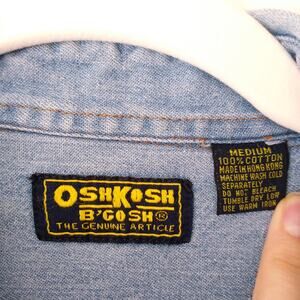 OSHKOSH
B'GOSH ®
THE GENUINE ARTICLE
MEDIUM
100% COTTON
MADE IN HONG KONG
MACHINE WASH COLD
SEPARATELY
DO NOT BLEACH
TUMBLE DRY LOW
USE WARM IRON